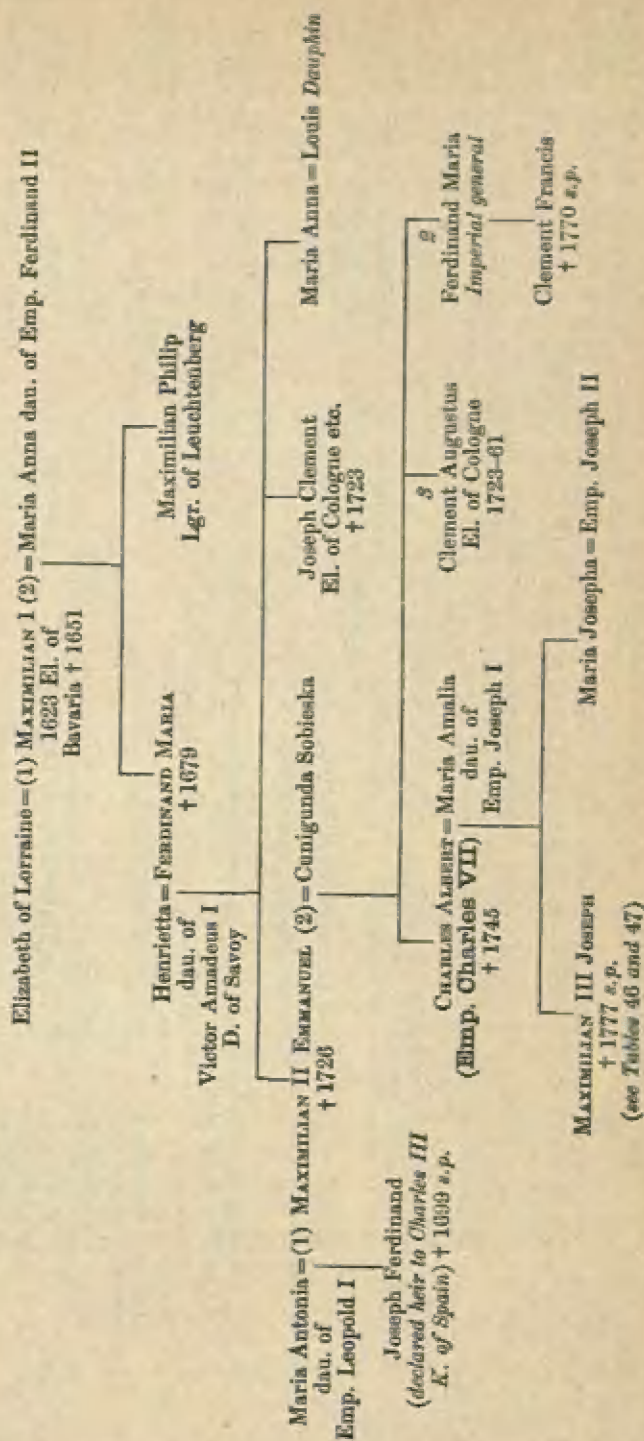 Elizabeth of Lorraine=(1) MAXIMILIAN I (2)=Maria Anna dau. of Emp. Ferdinand II
1623 El. of
Bavaria † 1651
Henrietta=FERDINAND MARIA
dau. of † 1679
Victor Amadeus I
D. of Savoy
Maximilian Philip
Lgr. of Leuchtenberg
Maria Antonia=(1) MAXIMILIAN II EMMANUEL (2)=Cunigunda Sobieska
dau. of † 1726
Emp. Leopold I
Joseph Clement
El. of Cologne etc.
† 1723
Maria Anna=Louis Dauphin
Joseph Ferdinand
(declared heir to Charles III
K. of Spain) † 1699 s.p.
CHARLES ALBERT=Maria Amalia
(Emp. Charles VII) dau. of
† 1745 Emp. Joseph I
3
Clement Augustus
El. of Cologne
1723-61
2
Ferdinand Maria
Imperial general
MAXIMILIAN III JOSEPH
† 1777 s.p.
(see Tables 46 and 47)
Maria Josepha=Emp. Joseph II
Clement Francis
† 1770 s.p.